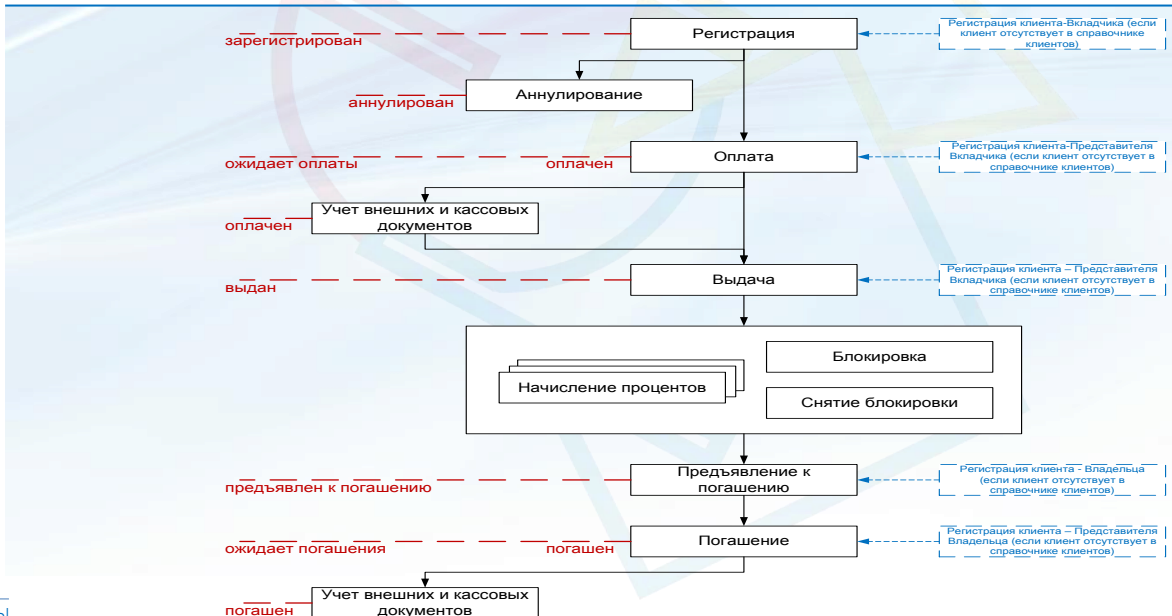 зарегистрирован
Регистрация
Регистрация клиента-Вкладчика (если
клиент отсутствует в справочнике
клиентов)
аннулирован
Аннулирование
ожидает оплаты
оплачен
Оплата
Регистрация клиента-Представителя
Вкладчика (если клиент отсутствует в
справочнике клиентов)
оплачен
Учет внешних и кассовых
документов
выдан
Выдача
Регистрация клиента – Представителя
Вкладчика (если клиент отсутствует в
справочнике клиентов)
Начисление процентов
Блокировка
Снятие блокировки
предъявлен к погашению
Предъявление к
погашению
Регистрация клиента - Владельца
(если клиент отсутствует в
справочнике клиентов)
ожидает погашения
погашен
Погашение
Регистрация клиента – Представителя
Владельца (если клиент отсутствует в
справочнике клиентов)
погашен
Учет внешних и кассовых
документов